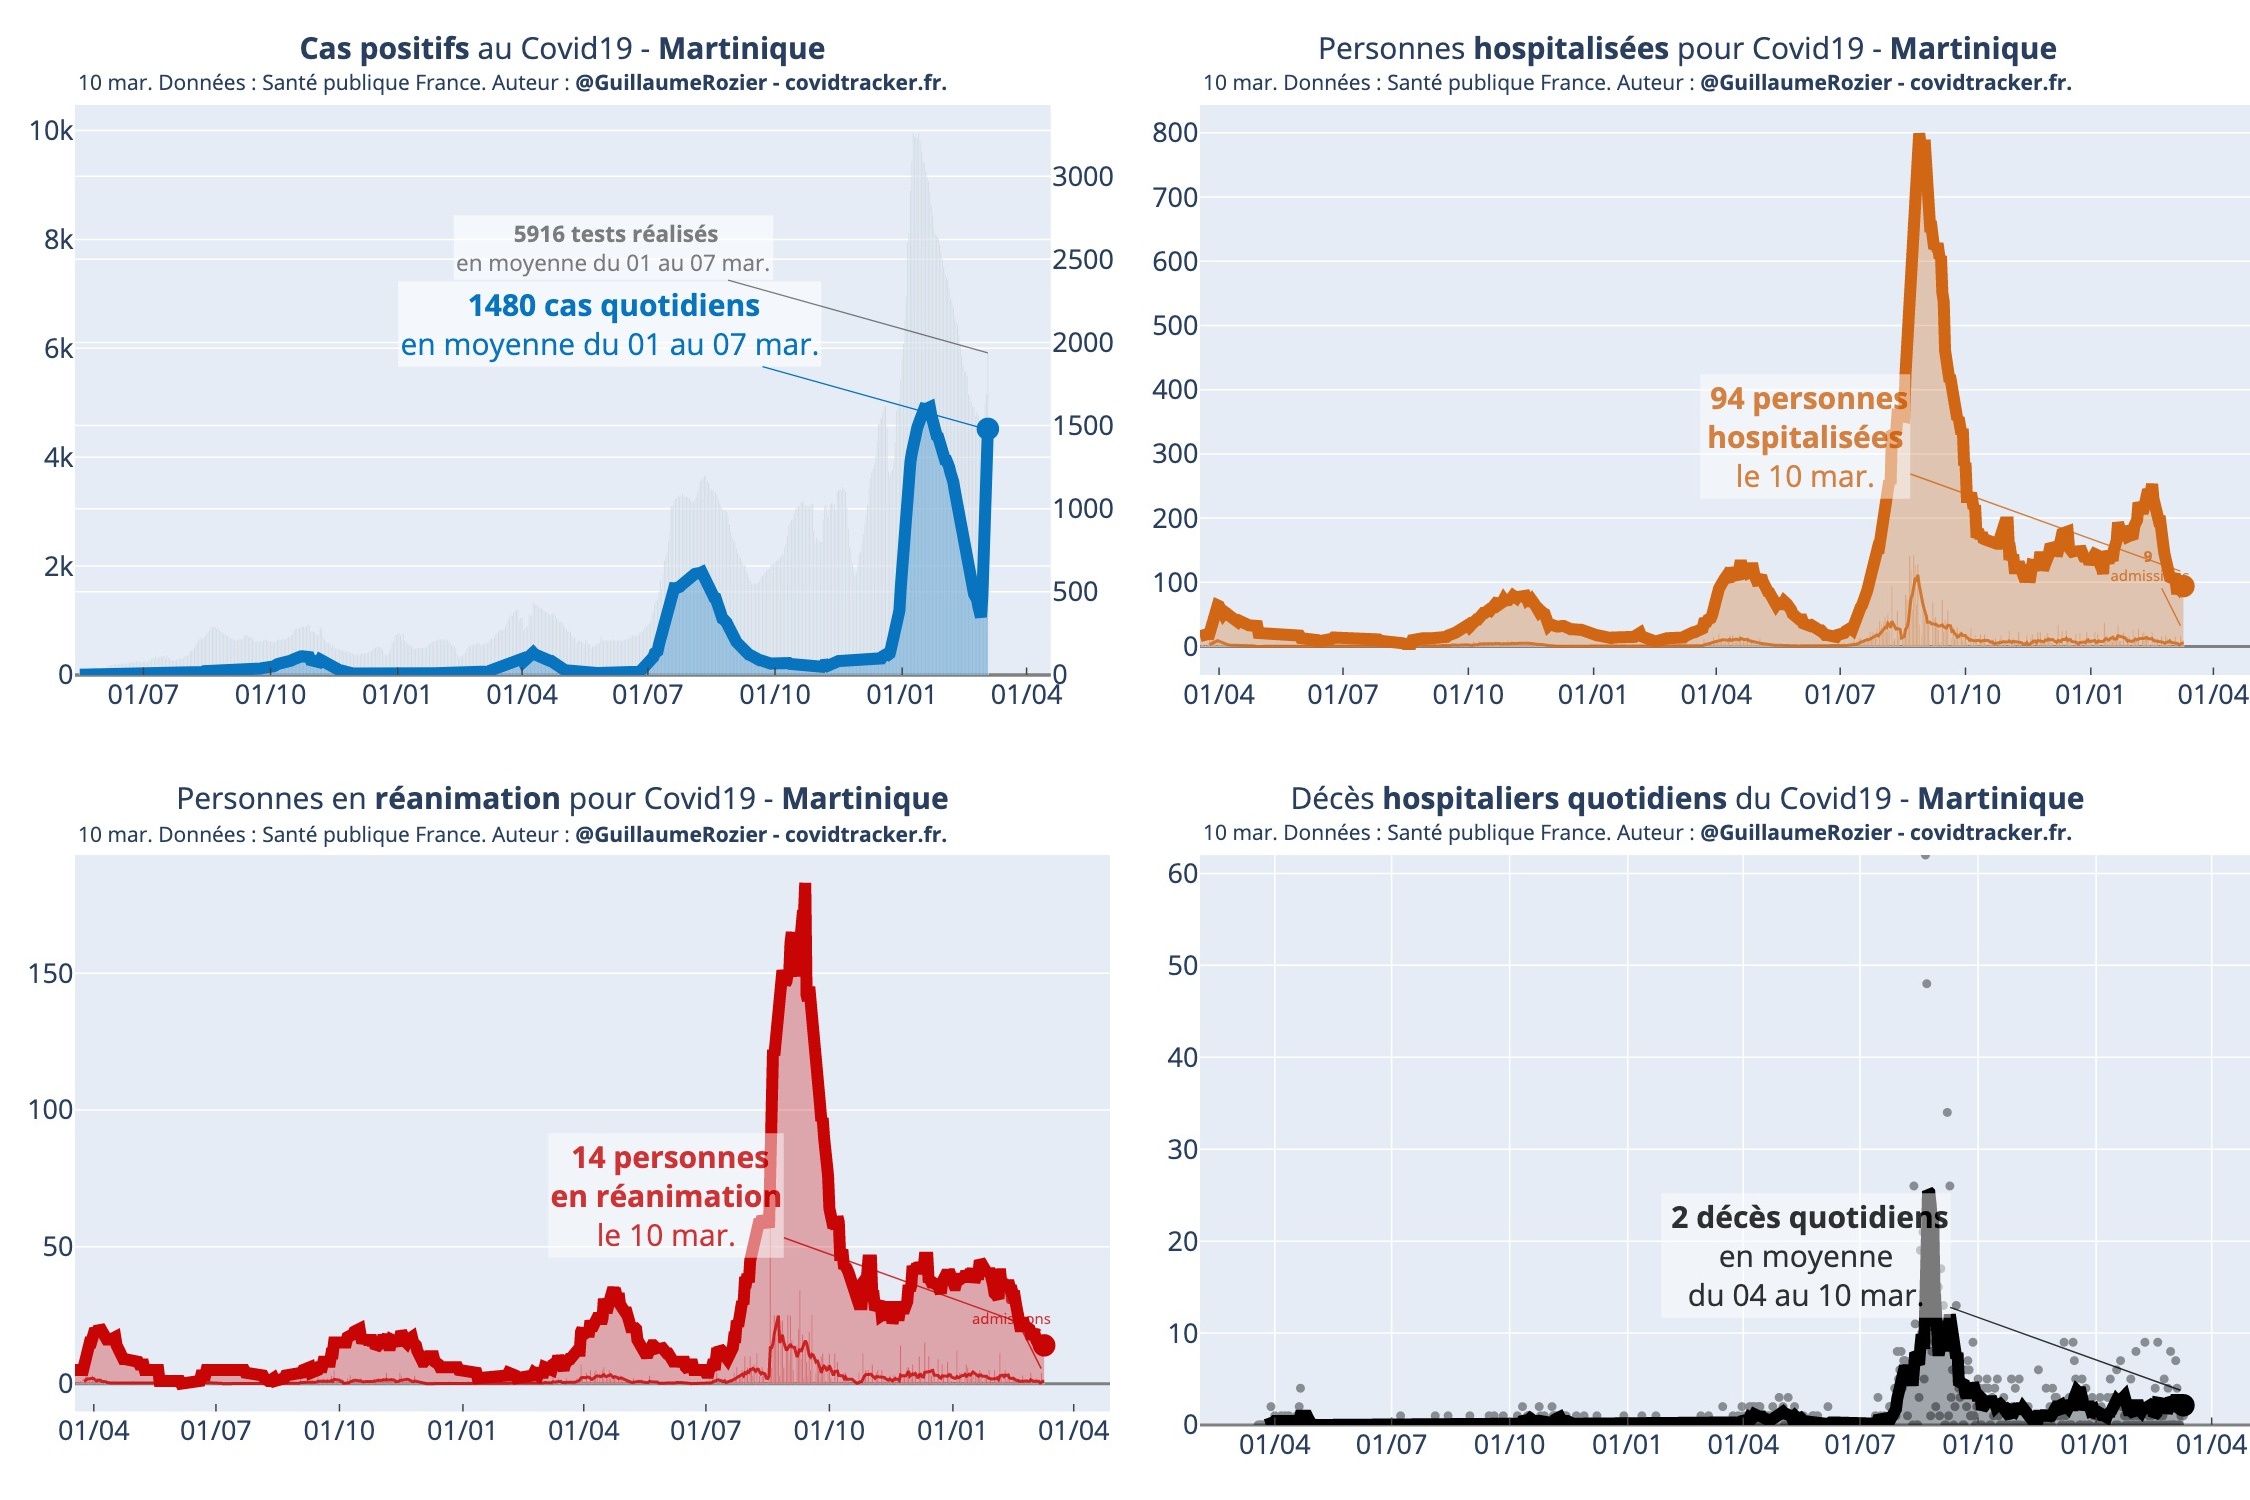 Cas positifs au Covid19 - Martinique
10 mar. Données : Santé publique France. Auteur : @GuillaumeRozier - covidtracker.fr.
10k
8k
6k
4k
2k
0
3000
2500
2000
1500
1000
500
0
5916 tests réalisés
en moyenne du 01 au 07 mar.
1480 cas quotidiens
en moyenne du 01 au 07 mar.
01/07 01/10 01/01 01/04 01/07 01/10 01/01 01/04
Personnes hospitalisées pour Covid19 - Martinique
10 mar. Données : Santé publique France. Auteur : @GuillaumeRozier - covidtracker.fr.
800
700
600
500
400
300
200
100
0
94 personnes
hospitalisées
le 10 mar.
9
admissions
01/04 01/07 01/10 01/01 01/04 01/07 01/10 01/01 01/04
Personnes en réanimation pour Covid19 - Martinique
10 mar. Données : Santé publique France. Auteur : @GuillaumeRozier - covidtracker.fr.
150
100
50
0
14 personnes
en réanimation
le 10 mar.
admissions
01/04 01/07 01/10 01/01 01/04 01/07 01/10 01/01 01/04
Décès hospitaliers quotidiens du Covid19 - Martinique
10 mar. Données : Santé publique France. Auteur : @GuillaumeRozier - covidtracker.fr.
60
50
40
30
20
10
0
2 décès quotidiens
en moyenne
du 04 au 10 mar.
01/04 01/07 01/10 01/01 01/04 01/07 01/10 01/01 01/04